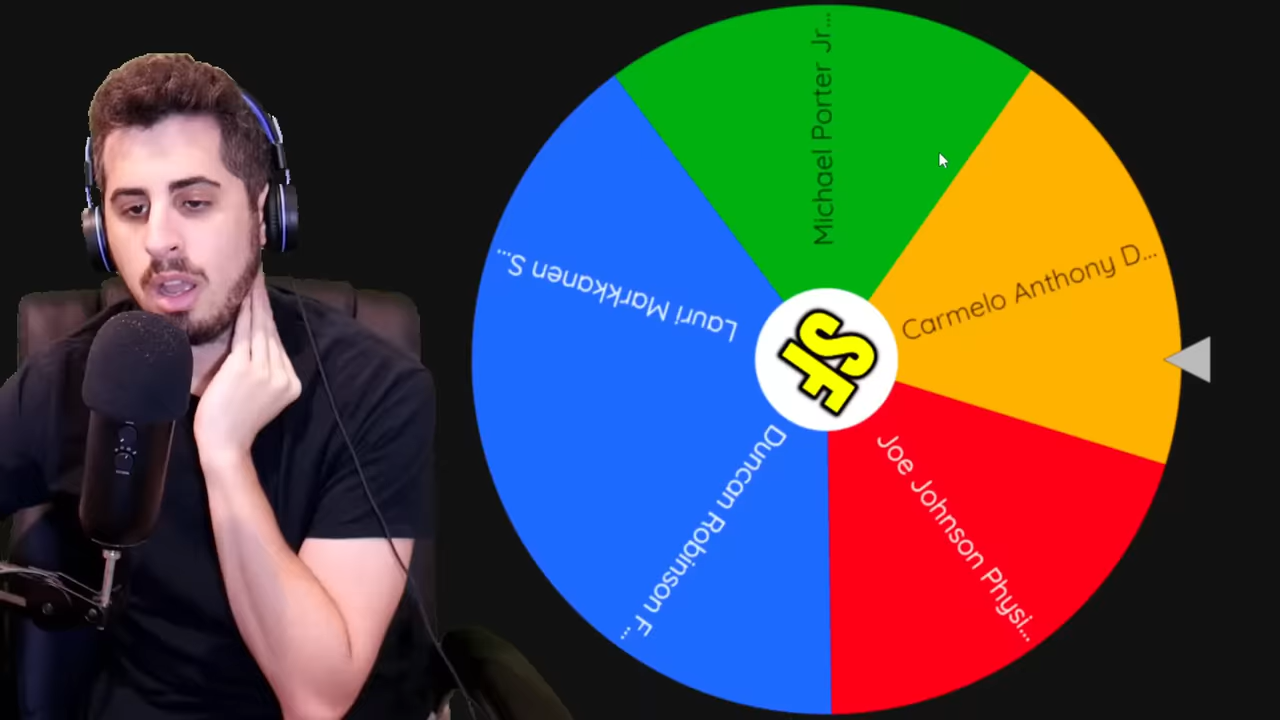 Michael Porter Jr...
Carmelo Anthony D...
Lauri Markkanen S...
SF
Duncan Robinson F...
Joe Johnson Physi...